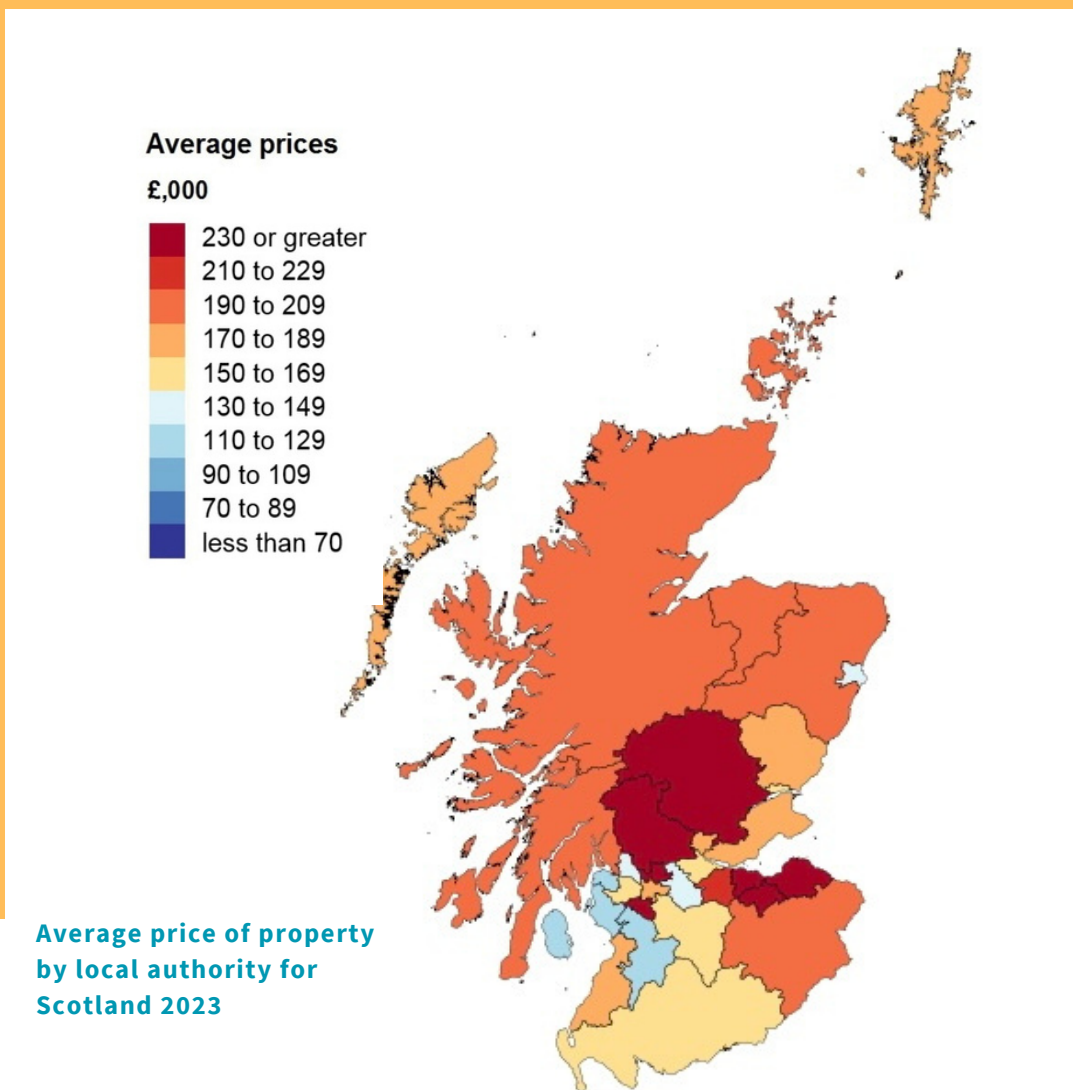 Average prices
£,000
230 or greater
210 to 229
190 to 209
170 to 189
150 to 169
130 to 149
110 to 129
90 to 109
70 to 89
less than 70
Average price of property
by local authority for
Scotland 2023